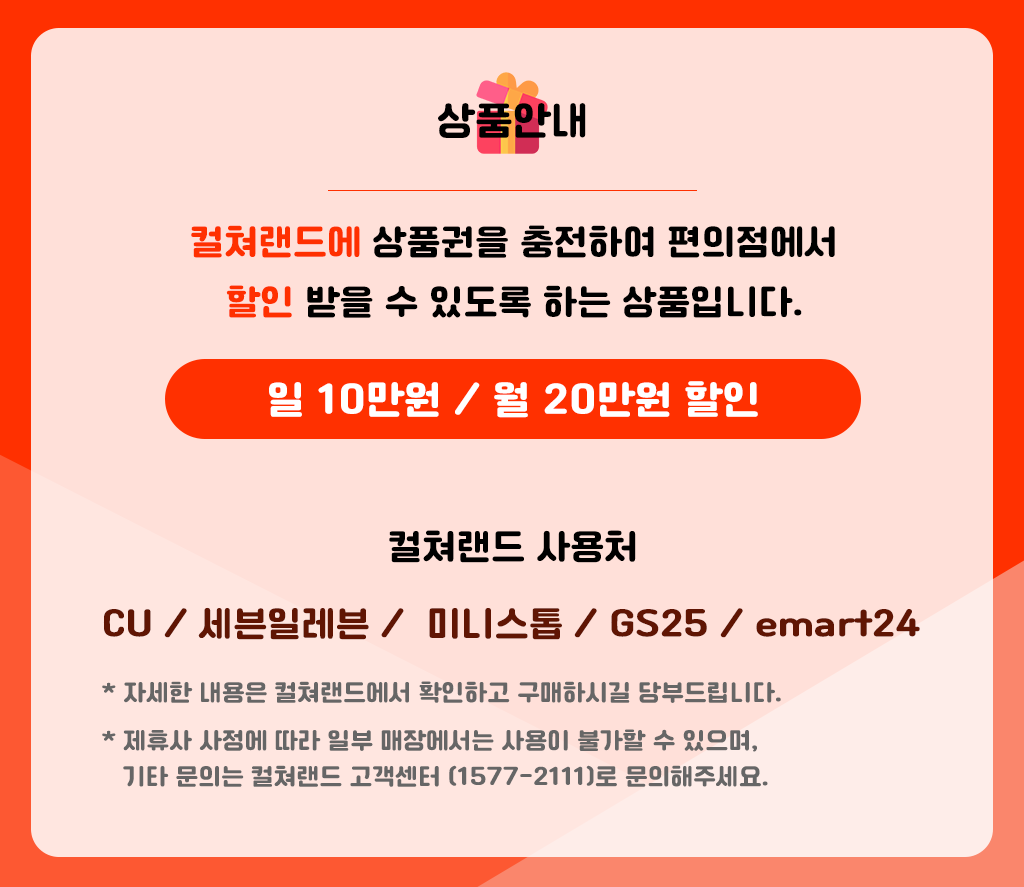 상품안내
컬쳐랜드에 상품권을 충전하여 편의점에서
할인 받을 수 있도록 하는 상품입니다.
일 10만원 / 월 20만원 할인
컬쳐랜드 사용처
CU / 세븐일레븐 / 미니스톱 / GS25 / emart24
* 자세한 내용은 컬쳐랜드에서 확인하고 구매하시길 당부드립니다.
* 제휴사 사정에 따라 일부 매장에서는 사용이 불가할 수 있으며,
기타 문의는 컬쳐랜드 고객센터 (1577-2111)로 문의해주세요.